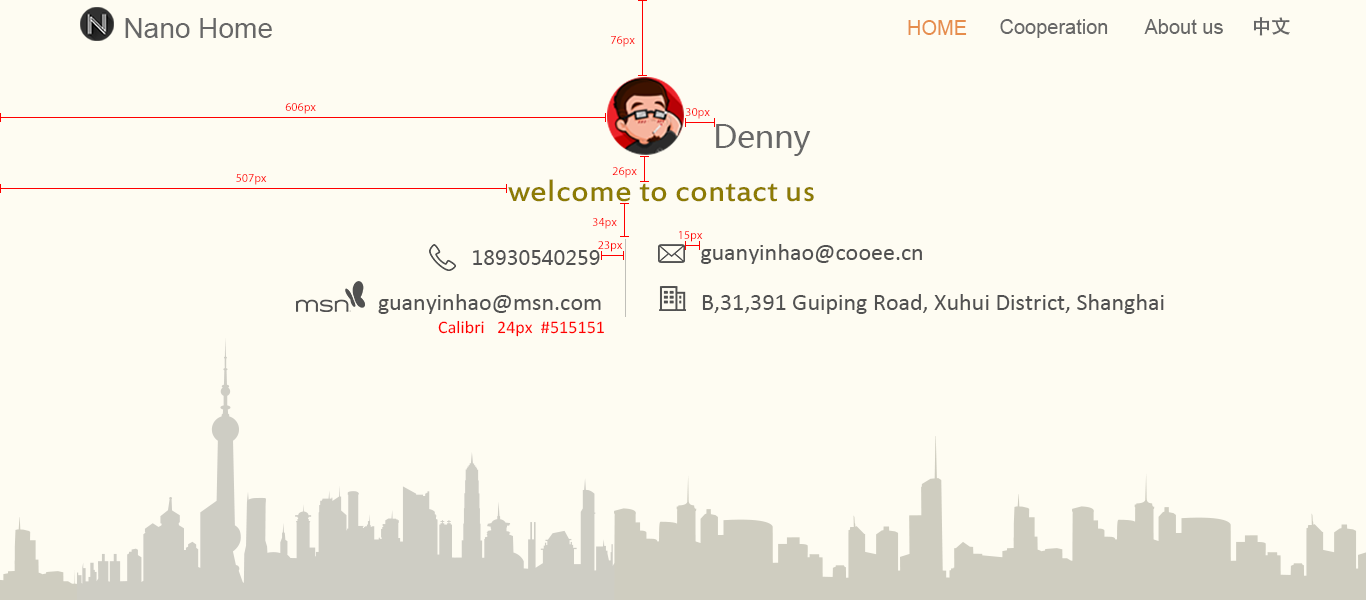 Nano Home
HOME Cooperation About us 中文
76px
606px
30px
Denny
26px
507px
welcome to contact us
34px
15px
23px
18930540259
guanyinhao@cooee.cn
msn guanyinhao@msn.com
B,31,391 Guiping Road, Xuhui District, Shanghai
Calibri 24px #515151